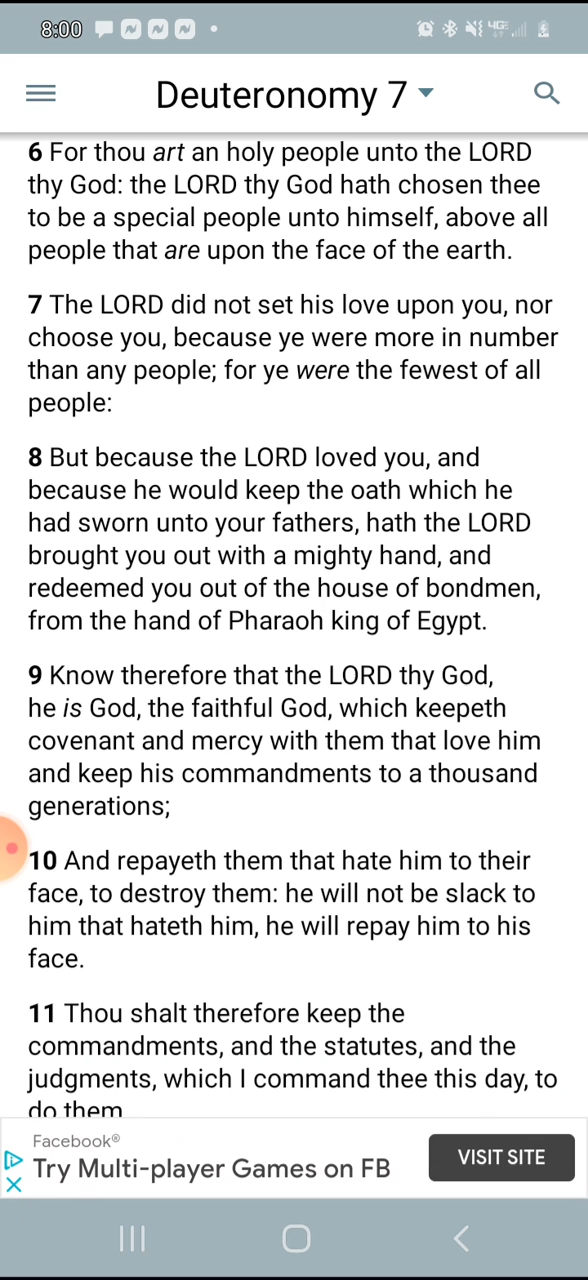 8:00
4GE
Deuteronomy 7
6 For thou art an holy people unto the LORD
thy God: the LORD thy God hath chosen thee
to be a special people unto himself, above all
people that are upon the face of the earth.
7 The LORD did not set his love upon you, nor
choose you, because ye were more in number
than any people; for ye were the fewest of all
people:
8 But because the LORD loved you, and
because he would keep the oath which he
had sworn unto your fathers, hath the LORD
brought you out with a mighty hand, and
redeemed you out of the house of bondmen,
from the hand of Pharaoh king of Egypt.
9 Know therefore that the LORD thy God,
he is God, the faithful God, which keepeth
covenant and mercy with them that love him
and keep his commandments to a thousand
generations;
10 And repayeth them that hate him to their
face, to destroy them: he will not be slack to
him that hateth him, he will repay him to his
face.
11 Thou shalt therefore keep the
commandments, and the statutes, and the
judgments, which I command thee this day, to
do them
Facebook®
Try Multi-player Games on FB
VISIT SITE